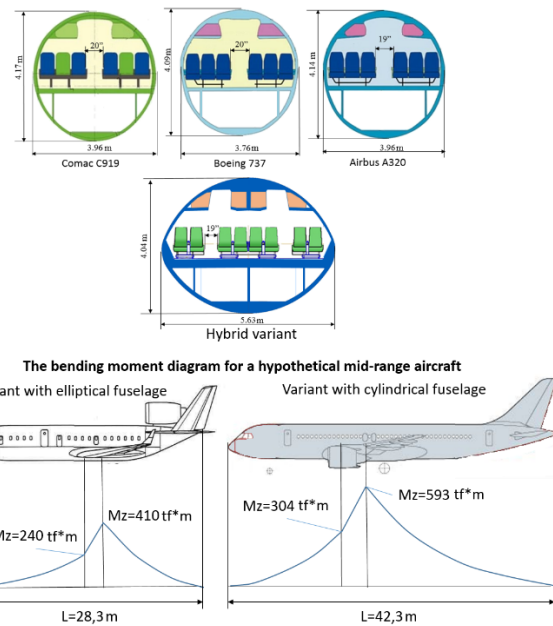 20"
4.17 m
3.96 m
Comac C919
20"
4.09 m
3.76 m
Boeing 737
19"
4.14 m
3.96 m
Airbus A320
19"
4.04 m
5.63 m
Hybrid variant
The bending moment diagram for a hypothetical mid-range aircraft
ant with elliptical fuselage
Variant with cylindrical fuselage
Mz=240 tf*m
Mz=410 tf*m
Mz=304 tf*m
Mz=593 tf*m
L=28,3 m
L=42,3 m